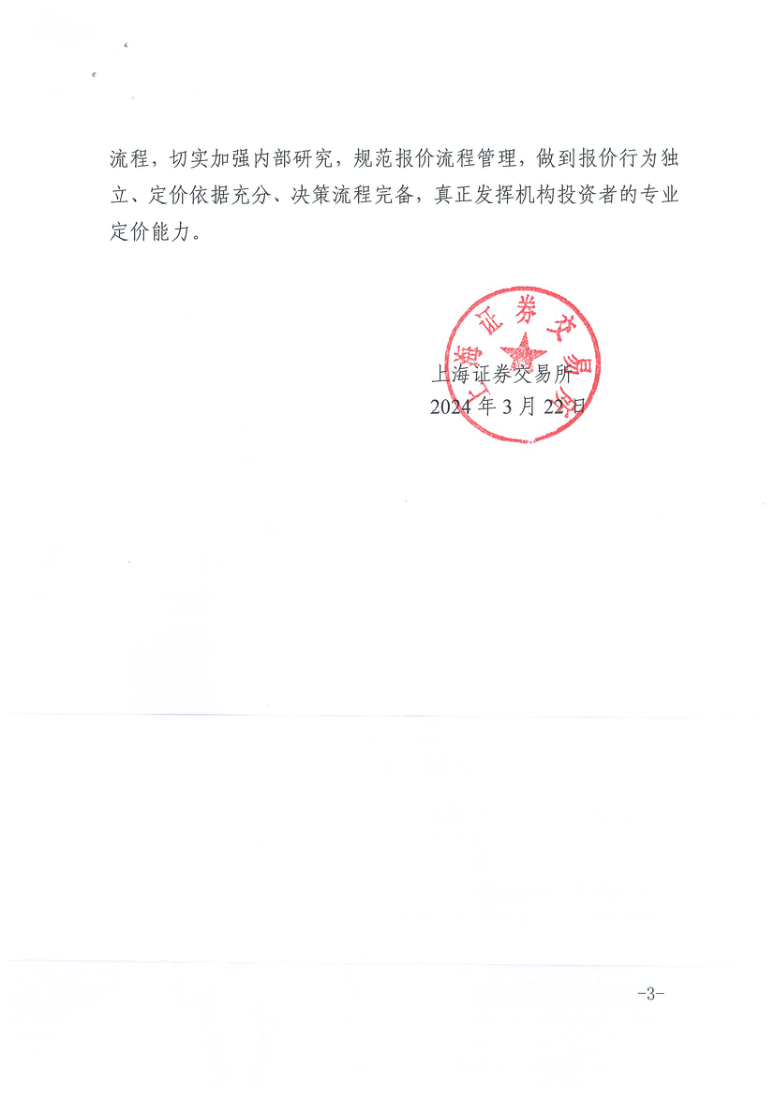 流程，切实加强内部研究，规范报价流程管理，做到报价行为独
立、定价依据充分、决策流程完备，真正发挥机构投资者的专业
定价能力。
上海证券交易所
上海证券交易所
2024 年 3 月 22 日
-3-